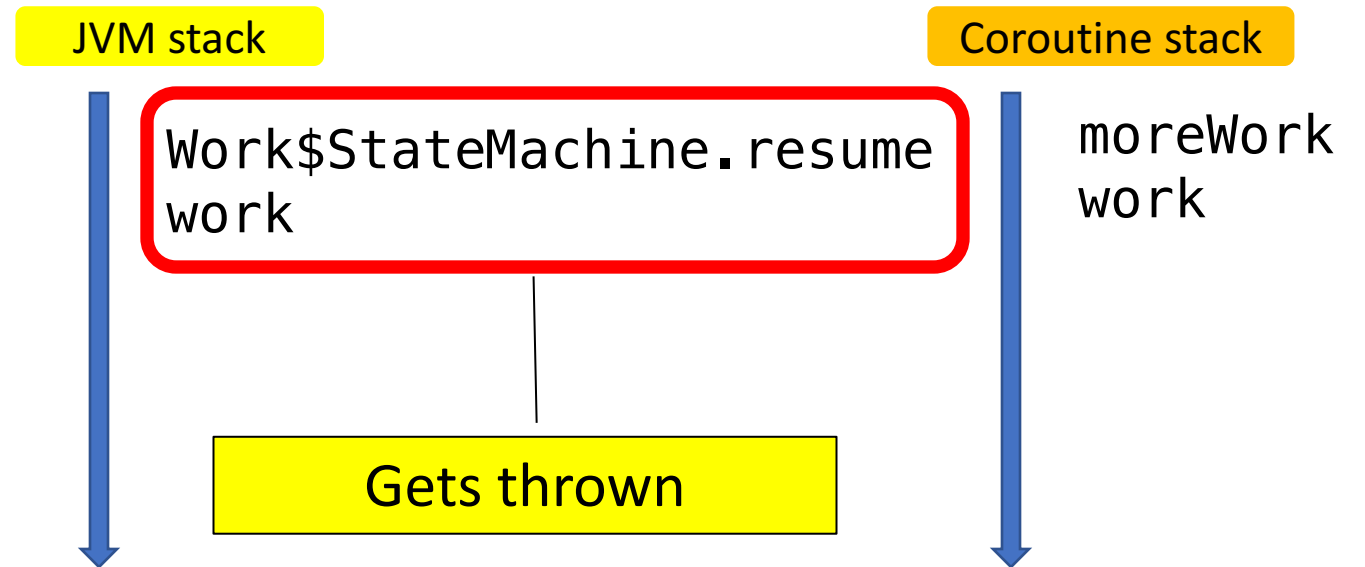 JVM stack
Coroutine stack
Work$StateMachine.resume
work
moreWork
work
Gets thrown